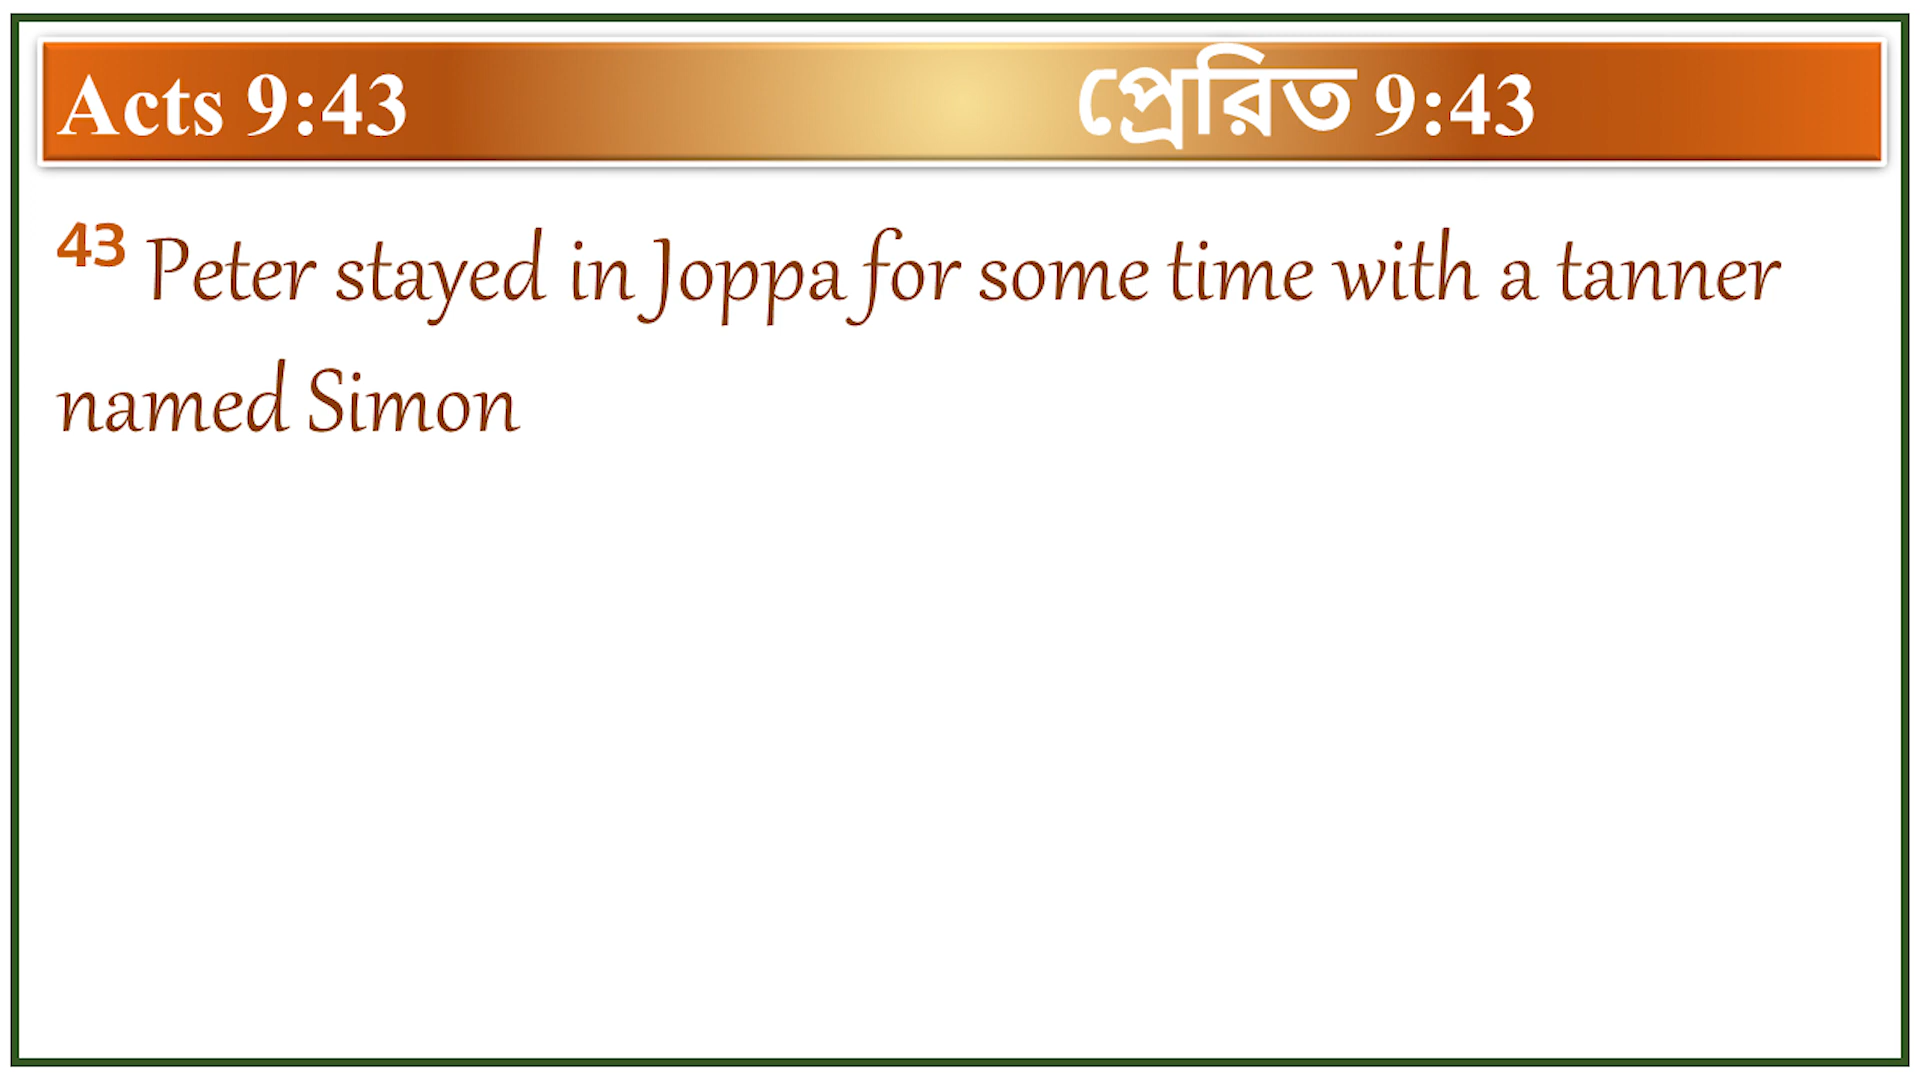 Acts 9:43 প্রেরিত 9:43
43 Peter stayed in Joppa for some time with a tanner
named Simon